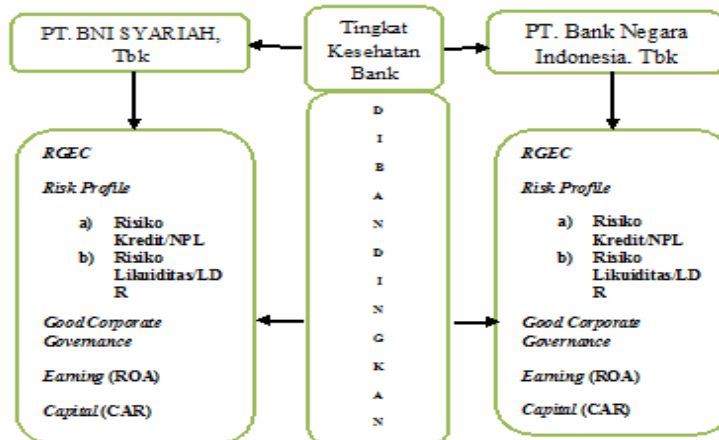 PT. BNI SYARIAH,
Tbk
Tingkat
Kesehatan
Bank
PT. Bank Negara
Indonesia. Tbk
RGEC
Risk Profile
a) Risiko
Kredit/NPL
b) Risiko
Likuiditas/LD
R
Good Corporate
Governance
Earning (ROA)
Capital (CAR)
D
I
B
A
N
D
I
N
G
K
A
N
RGEC
Risk Profile
a) Risiko
Kredit/NPL
b) Risiko
Likuiditas/LD
R
Good Corporate
Governance
Earning (ROA)
Capital (CAR)